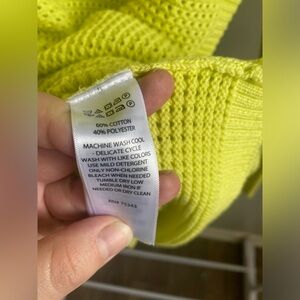 60% COTTON
40% POLYESTER
MACHINE WASH COOL
- DELICATE CYCLE
WASH WITH LIKE COLORS
USE MILD DETERGENT
ONLY NON-CHLORINE
BLEACH WHEN NEEDED
TUMBLE DRY LOW
MEDIUM IRON IF
NEEDED OR DRY CLEAN
RN#